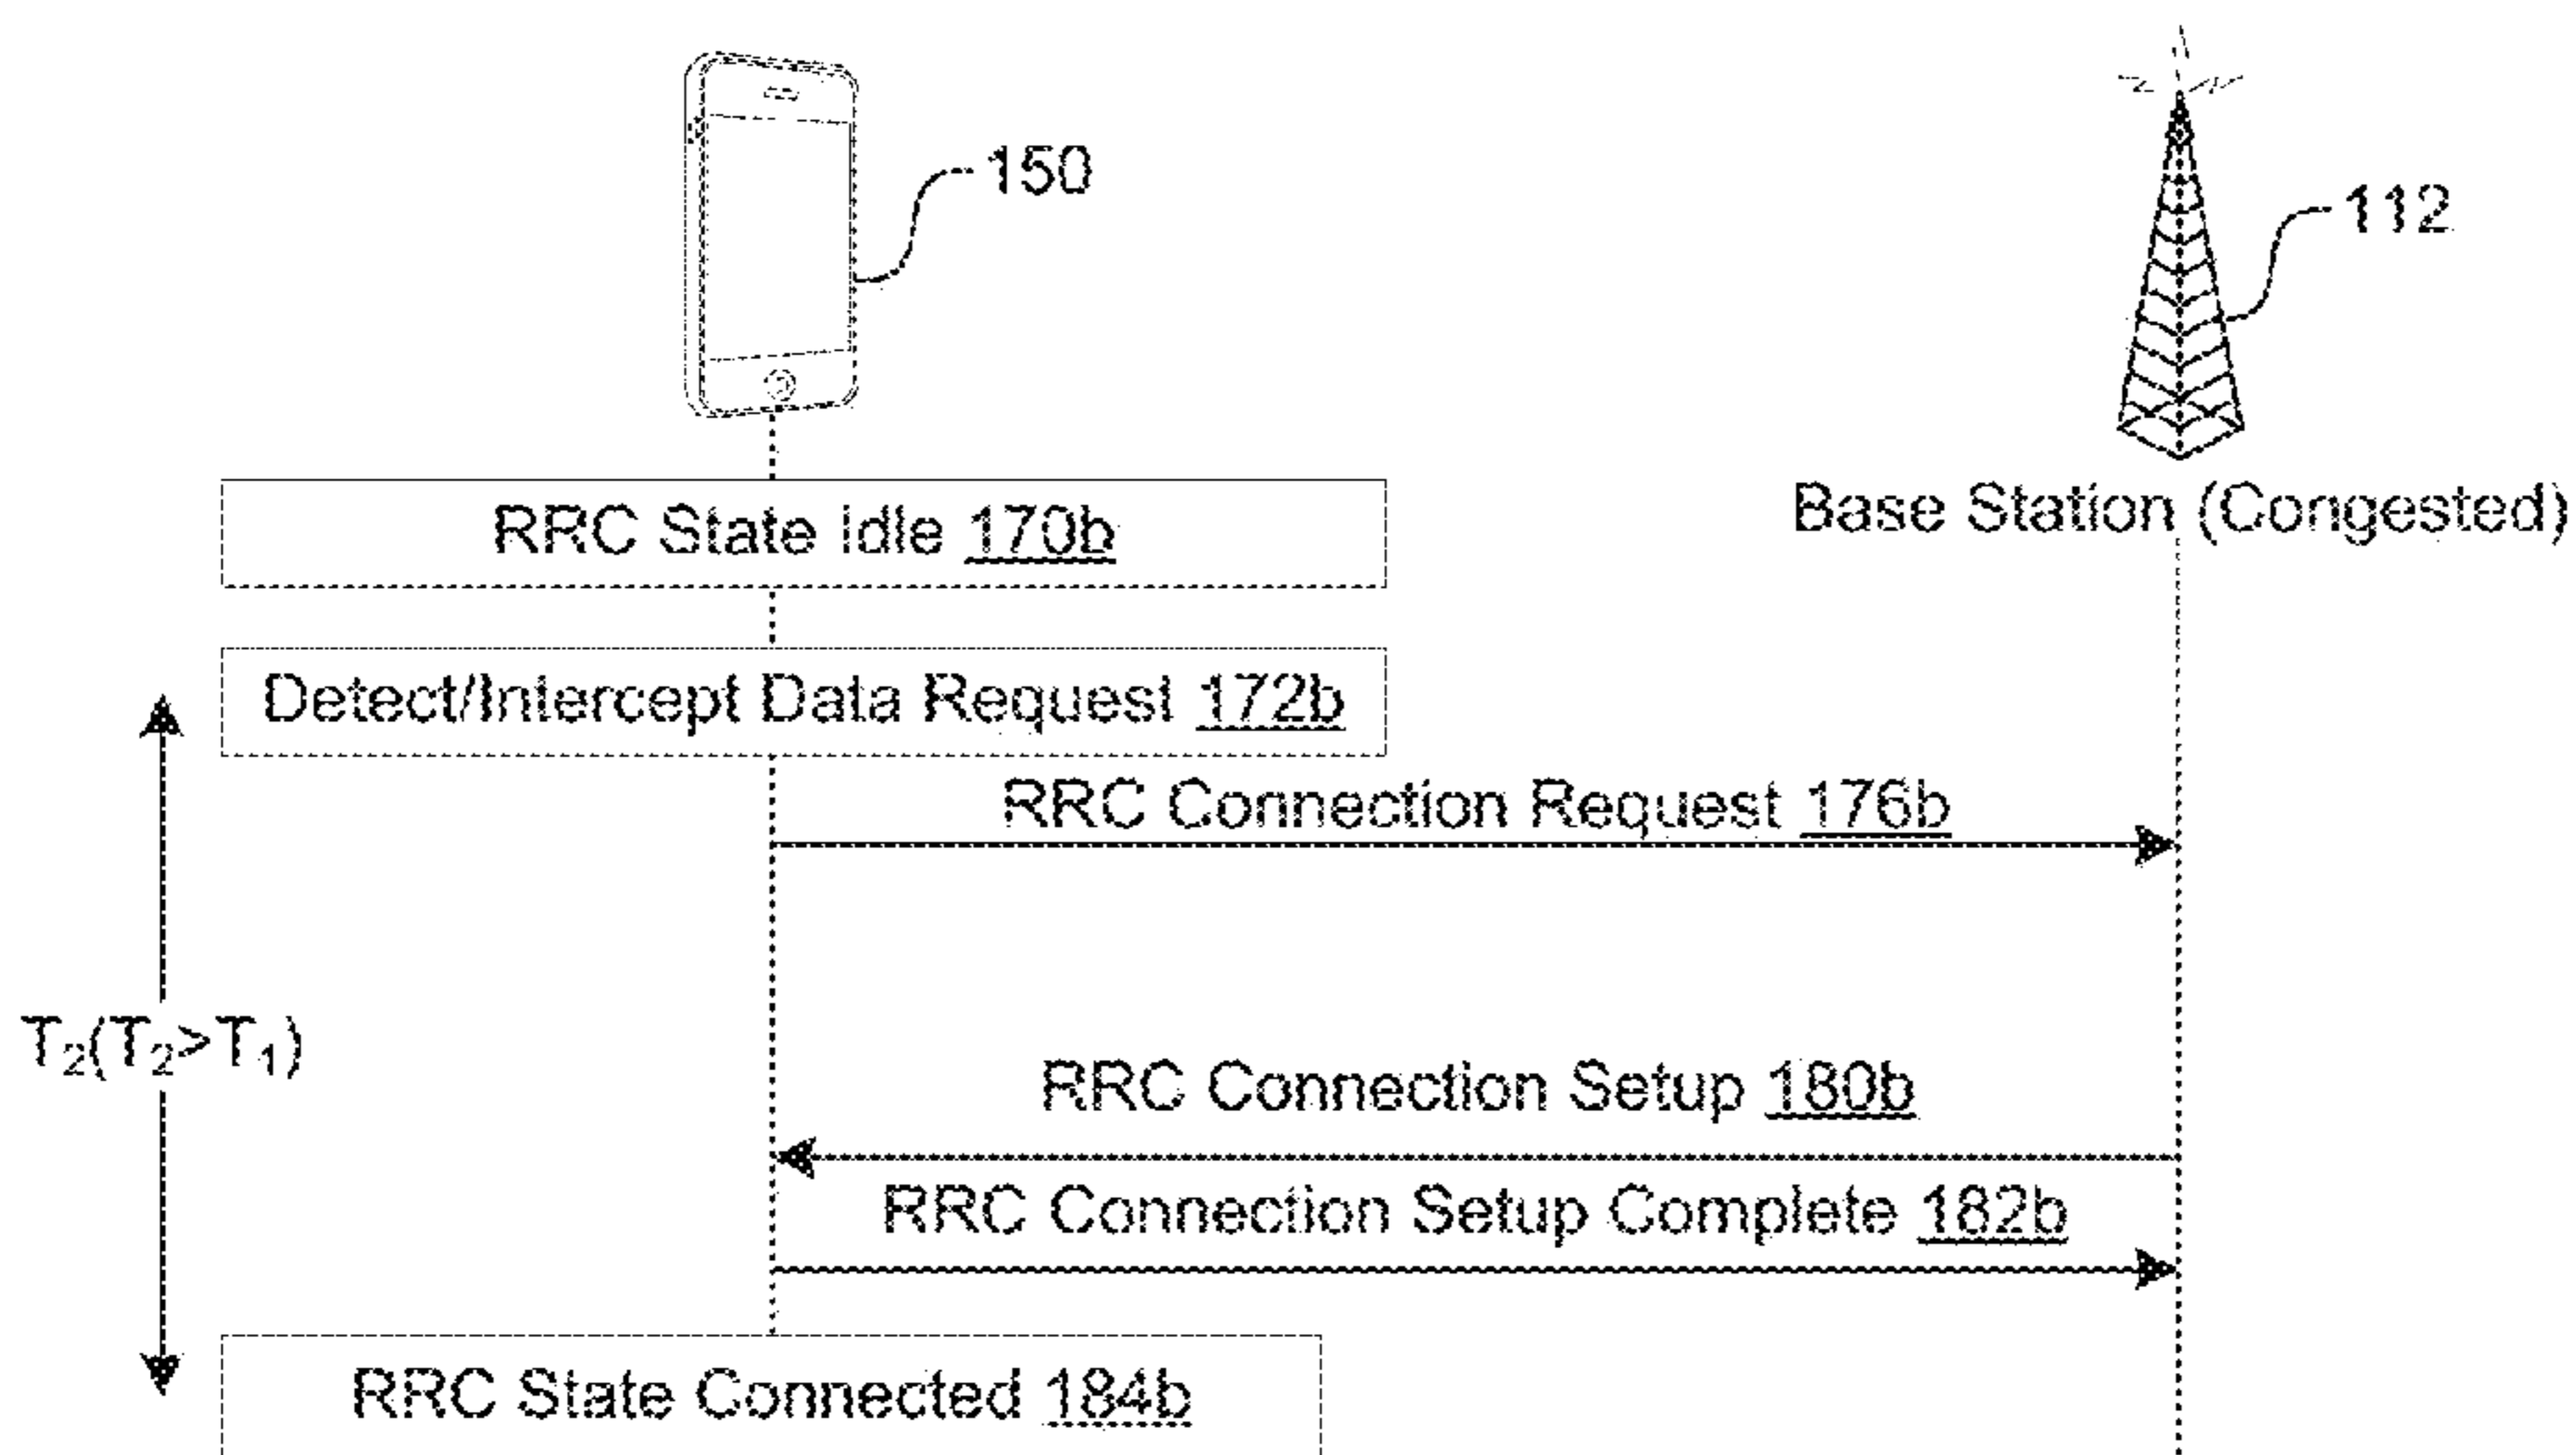 150
112
RRC State Idle 170b
Base Station (Congested)
Detect/Intercept Data Request 172b
RRC Connection Request 176b
T₂(T₂>T₁)
RRC Connection Setup 180b
RRC Connection Setup Complete 182b
RRC State Connected 184b